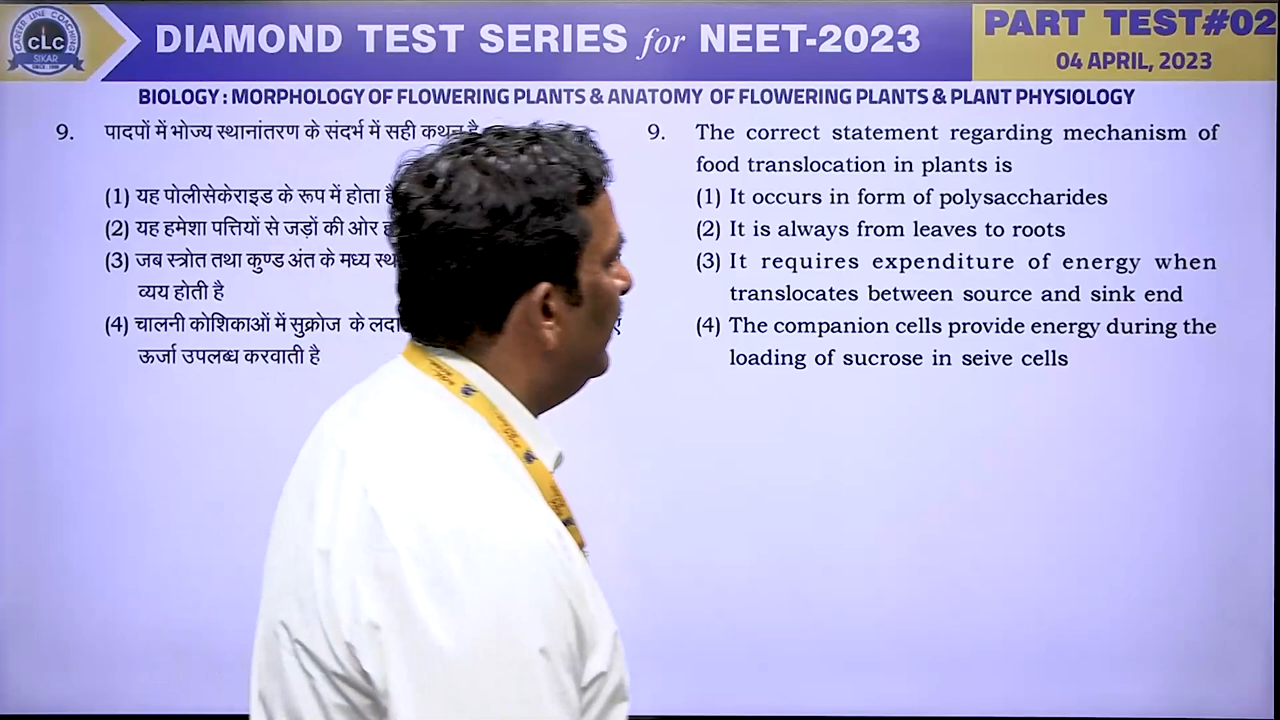 CAREER LINE COACHING
CLC
SIKAR
DIAMOND TEST SERIES for NEET-2023
PART TEST#02
04 APRIL, 2023
BIOLOGY : MORPHOLOGY OF FLOWERING PLANTS & ANATOMY OF FLOWERING PLANTS & PLANT PHYSIOLOGY
9. पादपों में भोज्य स्थानांतरण के संदर्भ में सही कथन है
(1) यह पोलीसेकेराइड के रूप में होता
(2) यह हमेशा पत्तियों से जड़ों की ओर
(3) जब स्त्रोत तथा कुण्ड अंत के मध्य
व्यय होती है
(4) चालनी कोशिकाओं में सुक्रोज के
ऊर्जा उपलब्ध करवाती है
9. The correct statement regarding mechanism of
food translocation in plants is
(1) It occurs in form of polysaccharides
(2) It is always from leaves to roots
(3) It requires expenditure of energy when
translocates between source and sink end
(4) The companion cells provide energy during the
loading of sucrose in seive cells